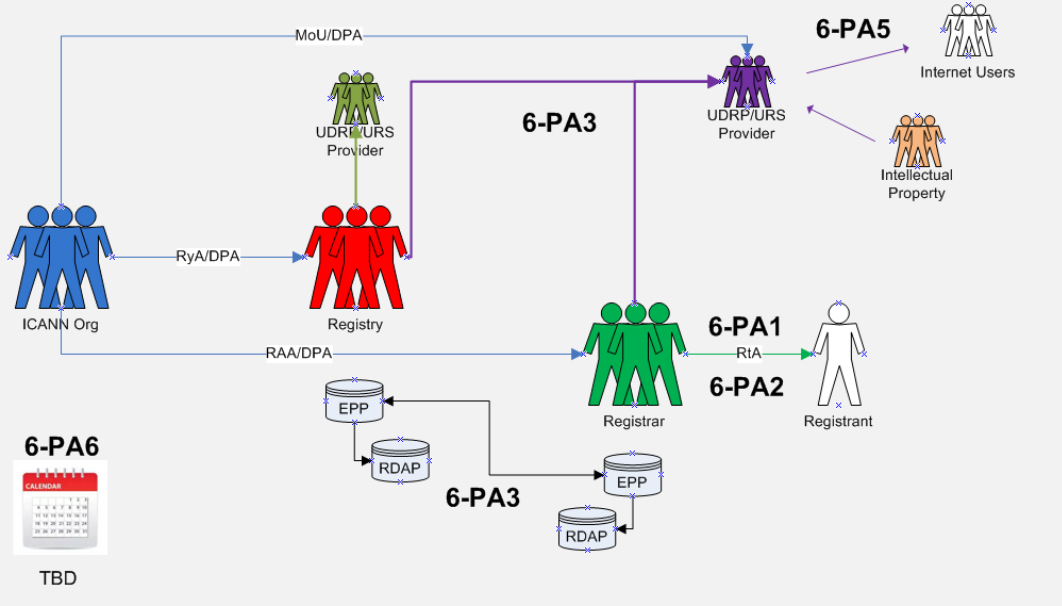 MoU/DPA
6-PA5
Internet Users
UDRP/URS
Provider
6-PA3
UDRP/URS
Provider
Intellectual
Property
RyA/DPA
ICANN Org
Registry
6-PA1
RAA/DPA
RtA
6-PA2
EPP
Registrar
Registrant
6-PA6
RDAP
CALENDAR
EPP
6-PA3
RDAP
TBD